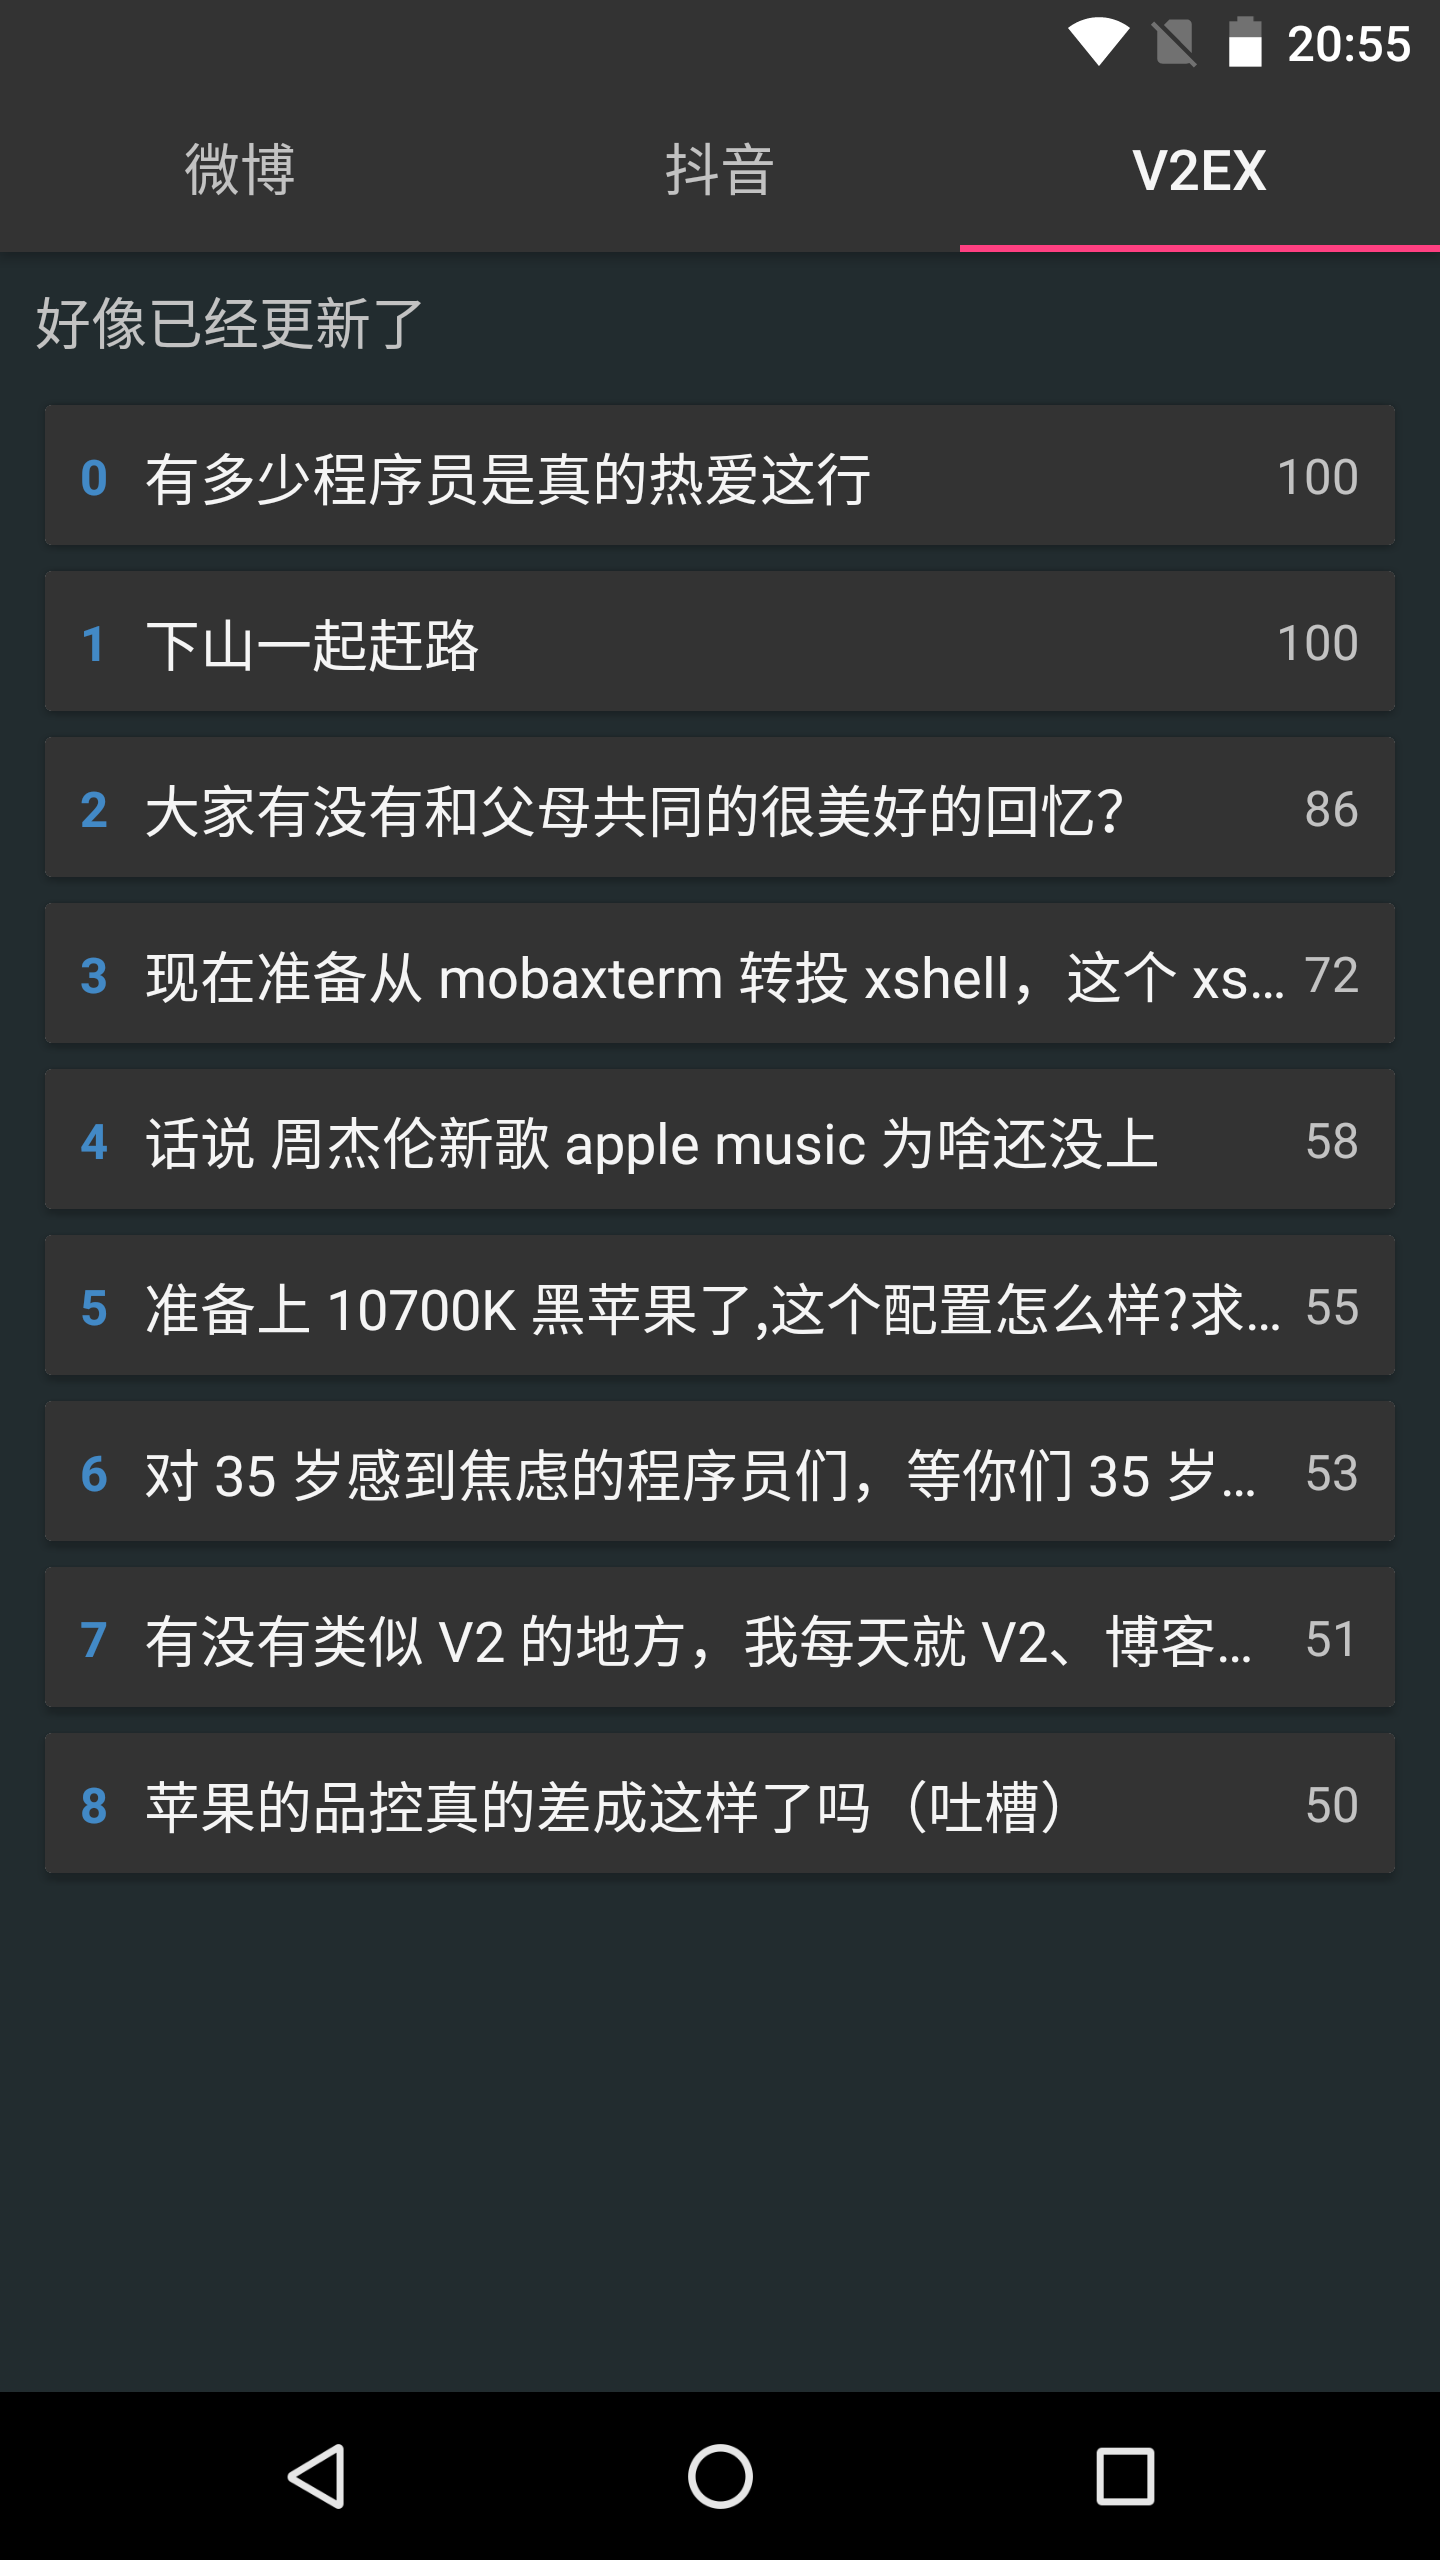 20:55
微博 抖音 V2EX
好像已经更新了
0 有多少程序员是真的热爱这行 100
1 下山一起赶路 100
2 大家有没有和父母共同的很美好的回忆? 86
3 现在准备从 mobaxterm 转投 xshell，这个 xs... 72
4 话说 周杰伦新歌 apple music 为啥还没上 58
5 准备上 10700K 黑苹果了,这个配置怎么样?求... 55
6 对 35 岁感到焦虑的程序员们，等你们 35 岁... 53
7 有没有类似 V2 的地方，我每天就 V2、博客... 51
8 苹果的品控真的差成这样了吗（吐槽） 50